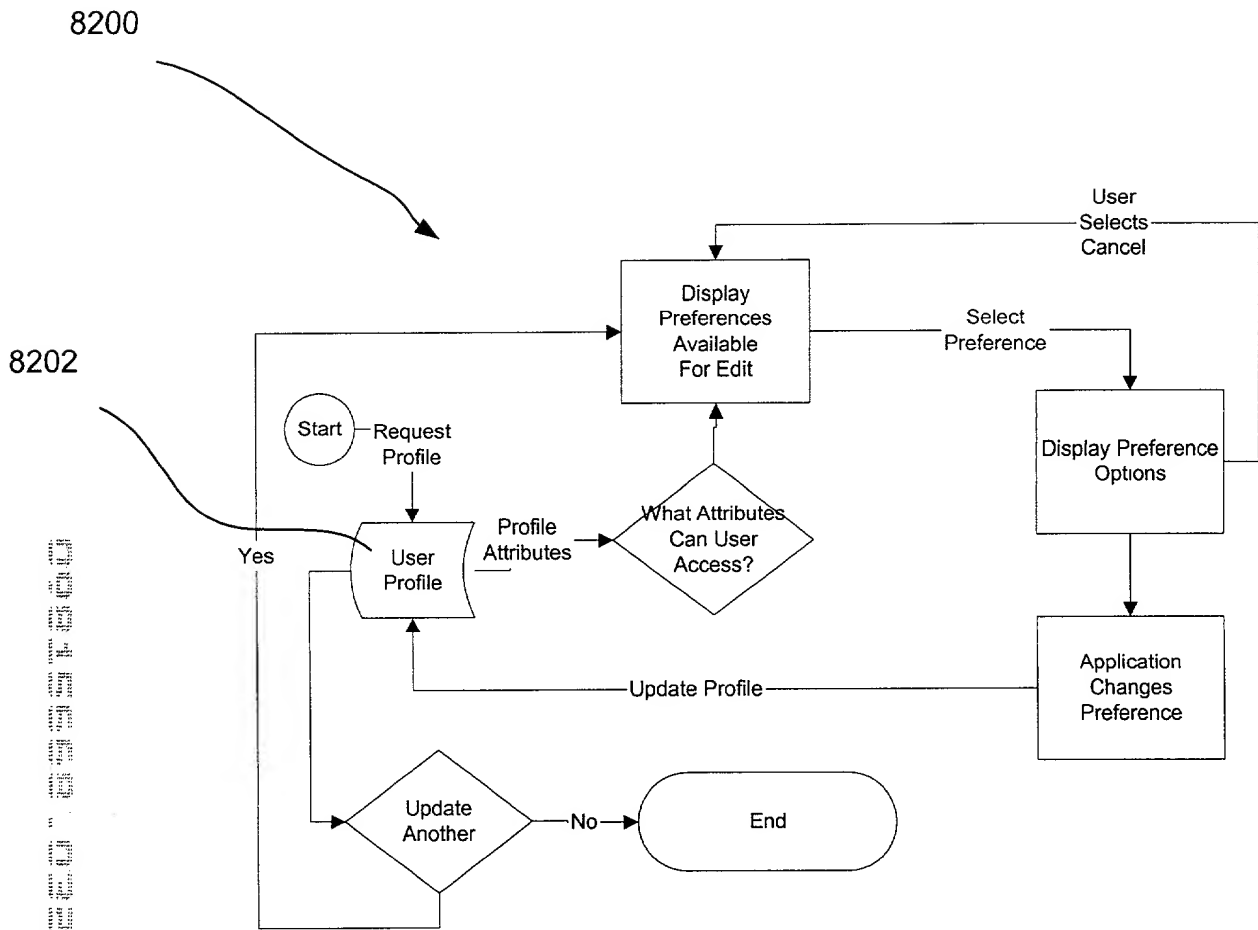 8200
User
Selects
Cancel
Display
Preferences
Available
For Edit
Select
Preference
8202
Start
Request
Profile
Display Preference
Options
What Attributes
Can User
Access?
Profile
Attributes
User
Profile
Yes
Application
Changes
Preference
Update Profile
Update
Another
No
End